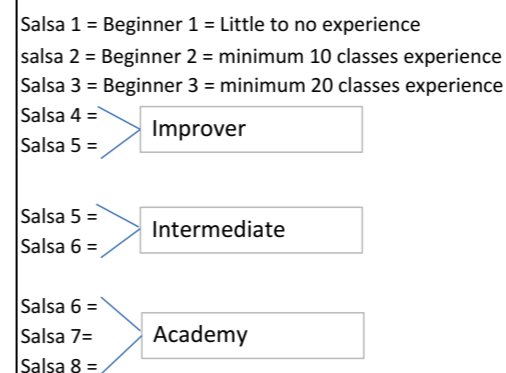 Salsa 1 = Beginner 1 = Little to no experience
salsa 2 = Beginner 2 = minimum 10 classes experience
Salsa 3 = Beginner 3 = minimum 20 classes experience
Salsa 4 =
Improver
Salsa 5 =
Salsa 5 =
Intermediate
Salsa 6 =
Salsa 6 =
Salsa 7=
Academy
Salsa 8 =